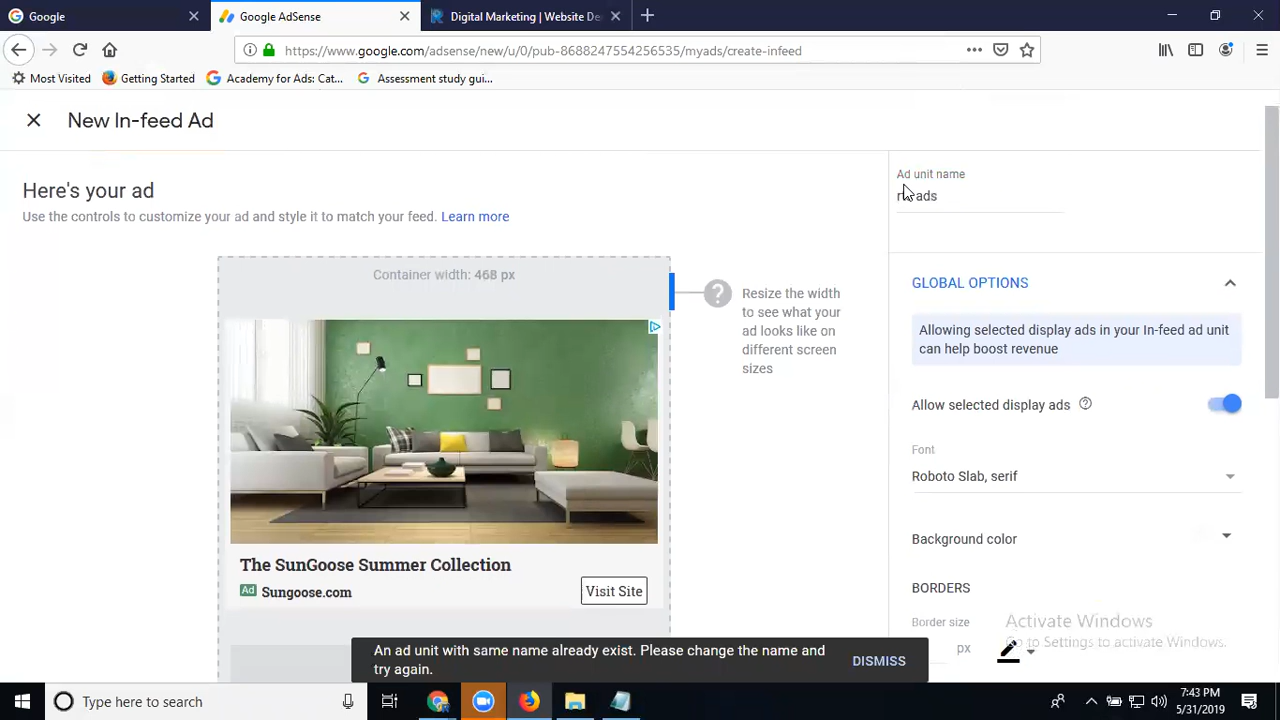 Google
Google AdSense
Digital Marketing | Website De
https://www.google.com/adsense/new/u/0/pub-8688247554256535/myads/create-infeed
Most Visited
Getting Started
Academy for Ads: Cat...
Assessment study gui...
New In-feed Ad
Here's your ad
Use the controls to customize your ad and style it to match your feed. Learn more
Container width: 468 px
Resize the width
to see what your
ad looks like on
different screen
sizes
The SunGoose Summer Collection
Ad Sungoose.com
Visit Site
Ad unit name
ads
GLOBAL OPTIONS
Allowing selected display ads in your In-feed ad unit
can help boost revenue
Allow selected display ads
Font
Roboto Slab, serif
Background color
BORDERS
Border size
px
Activate Windows
Go to Settings to activate Windows.
An ad unit with same name already exist. Please change the name and
try again.
DISMISS
Type here to search
7:43 PM
5/31/2019